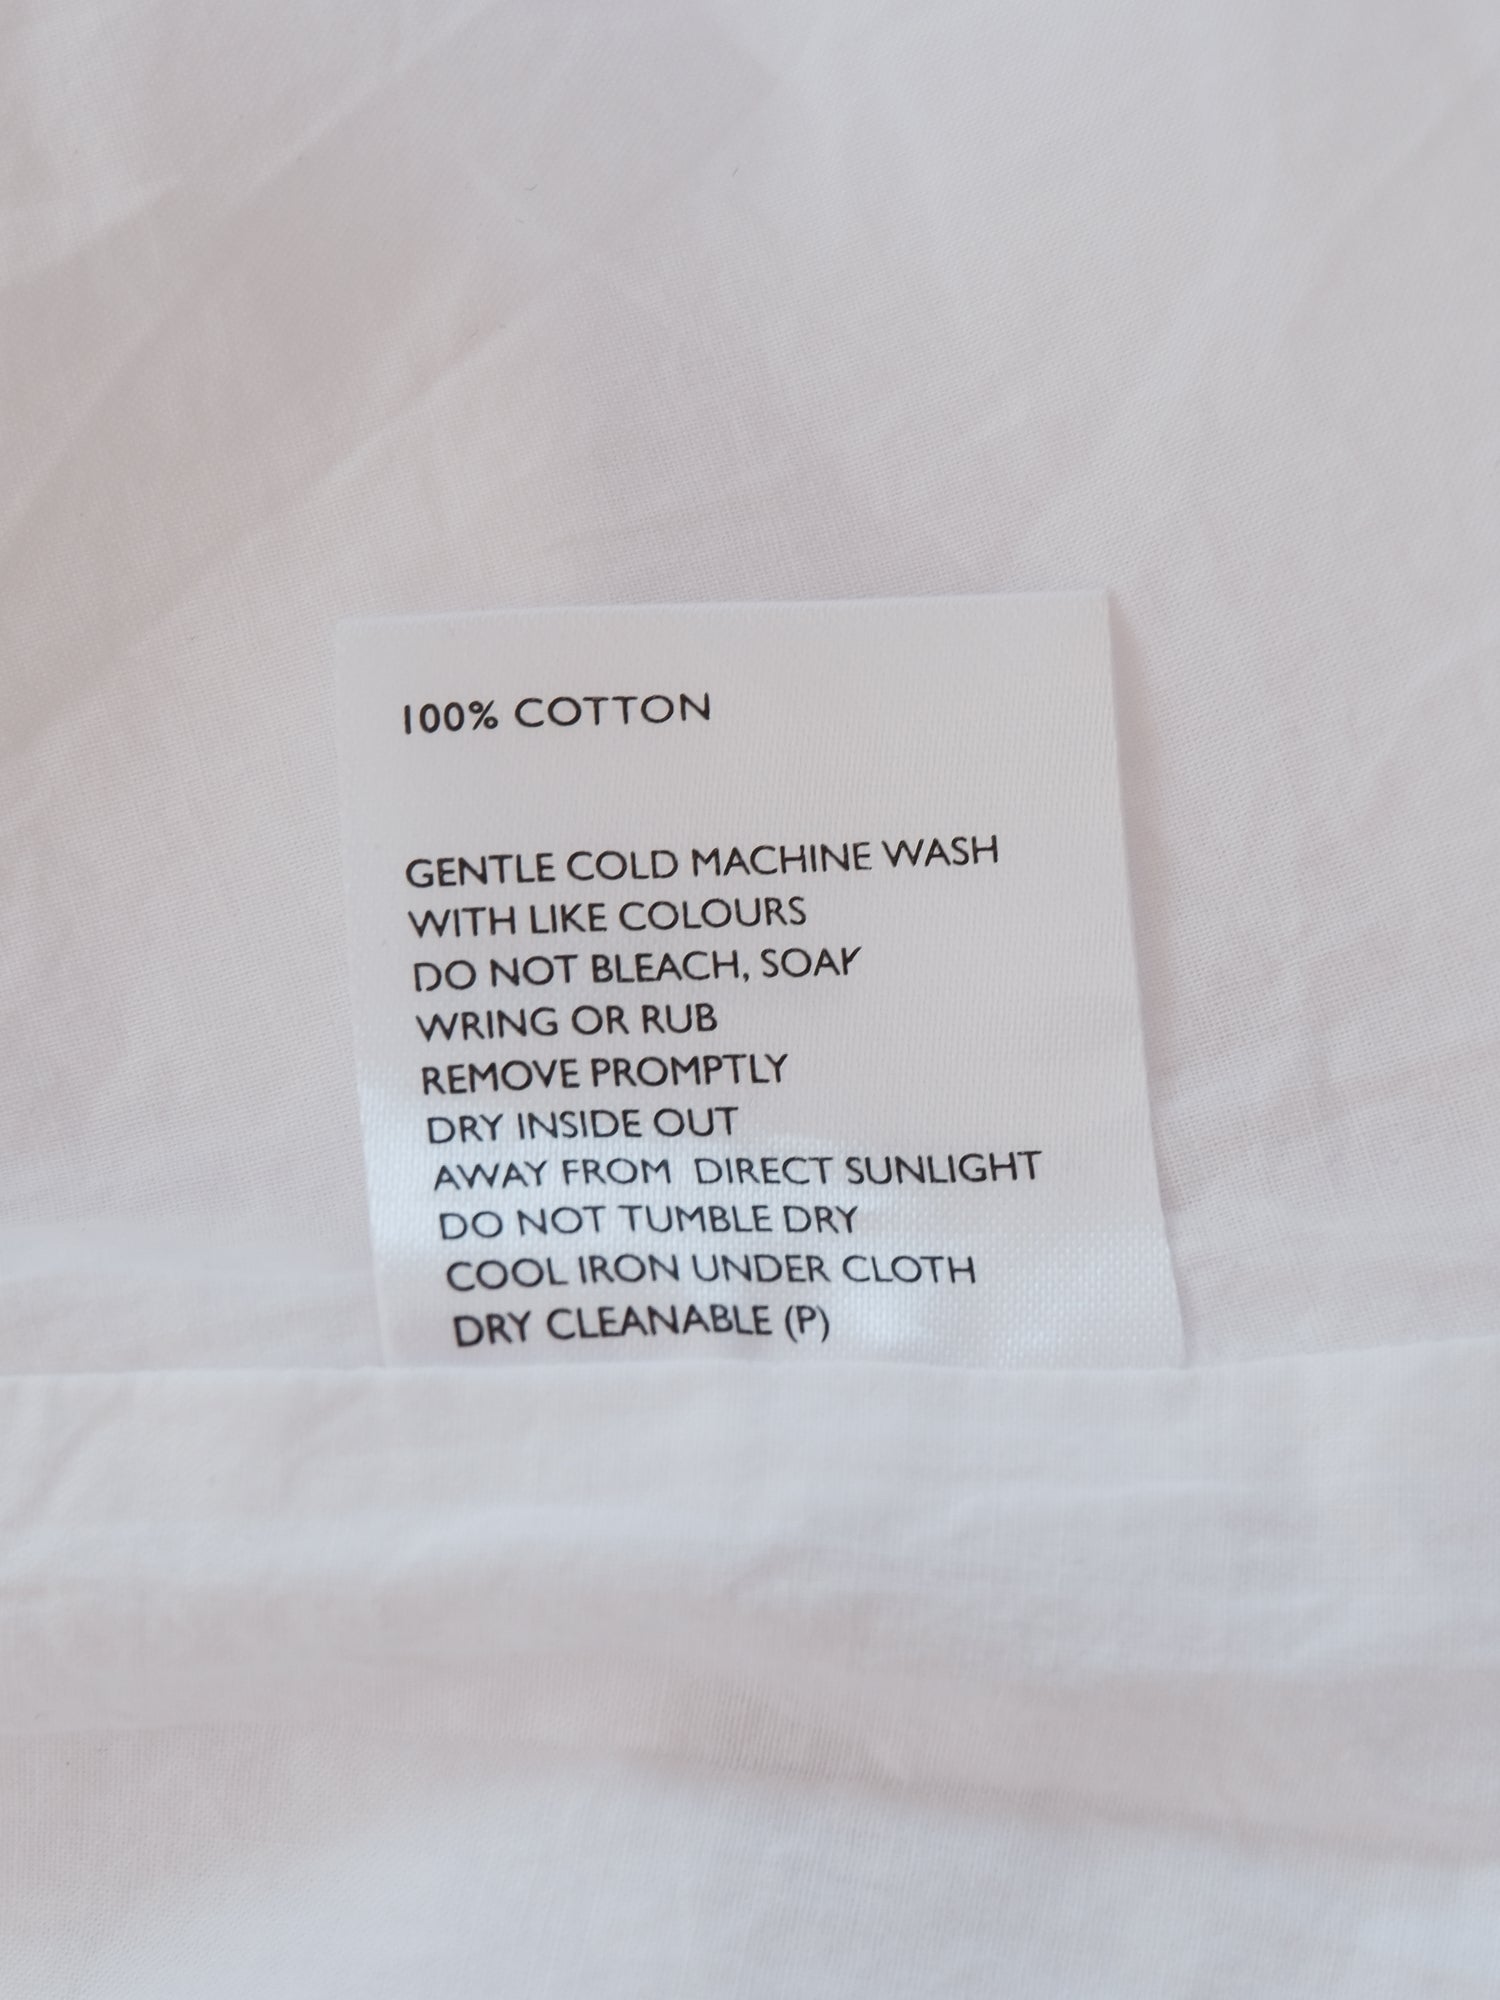 100% COTTON
GENTLE COLD MACHINE WASH
WITH LIKE COLOURS
DO NOT BLEACH, SOAK
WRING OR RUB
REMOVE PROMPTLY
DRY INSIDE OUT
AWAY FROM DIRECT SUNLIGHT
DO NOT TUMBLE DRY
COOL IRON UNDER CLOTH
DRY CLEANABLE (P)